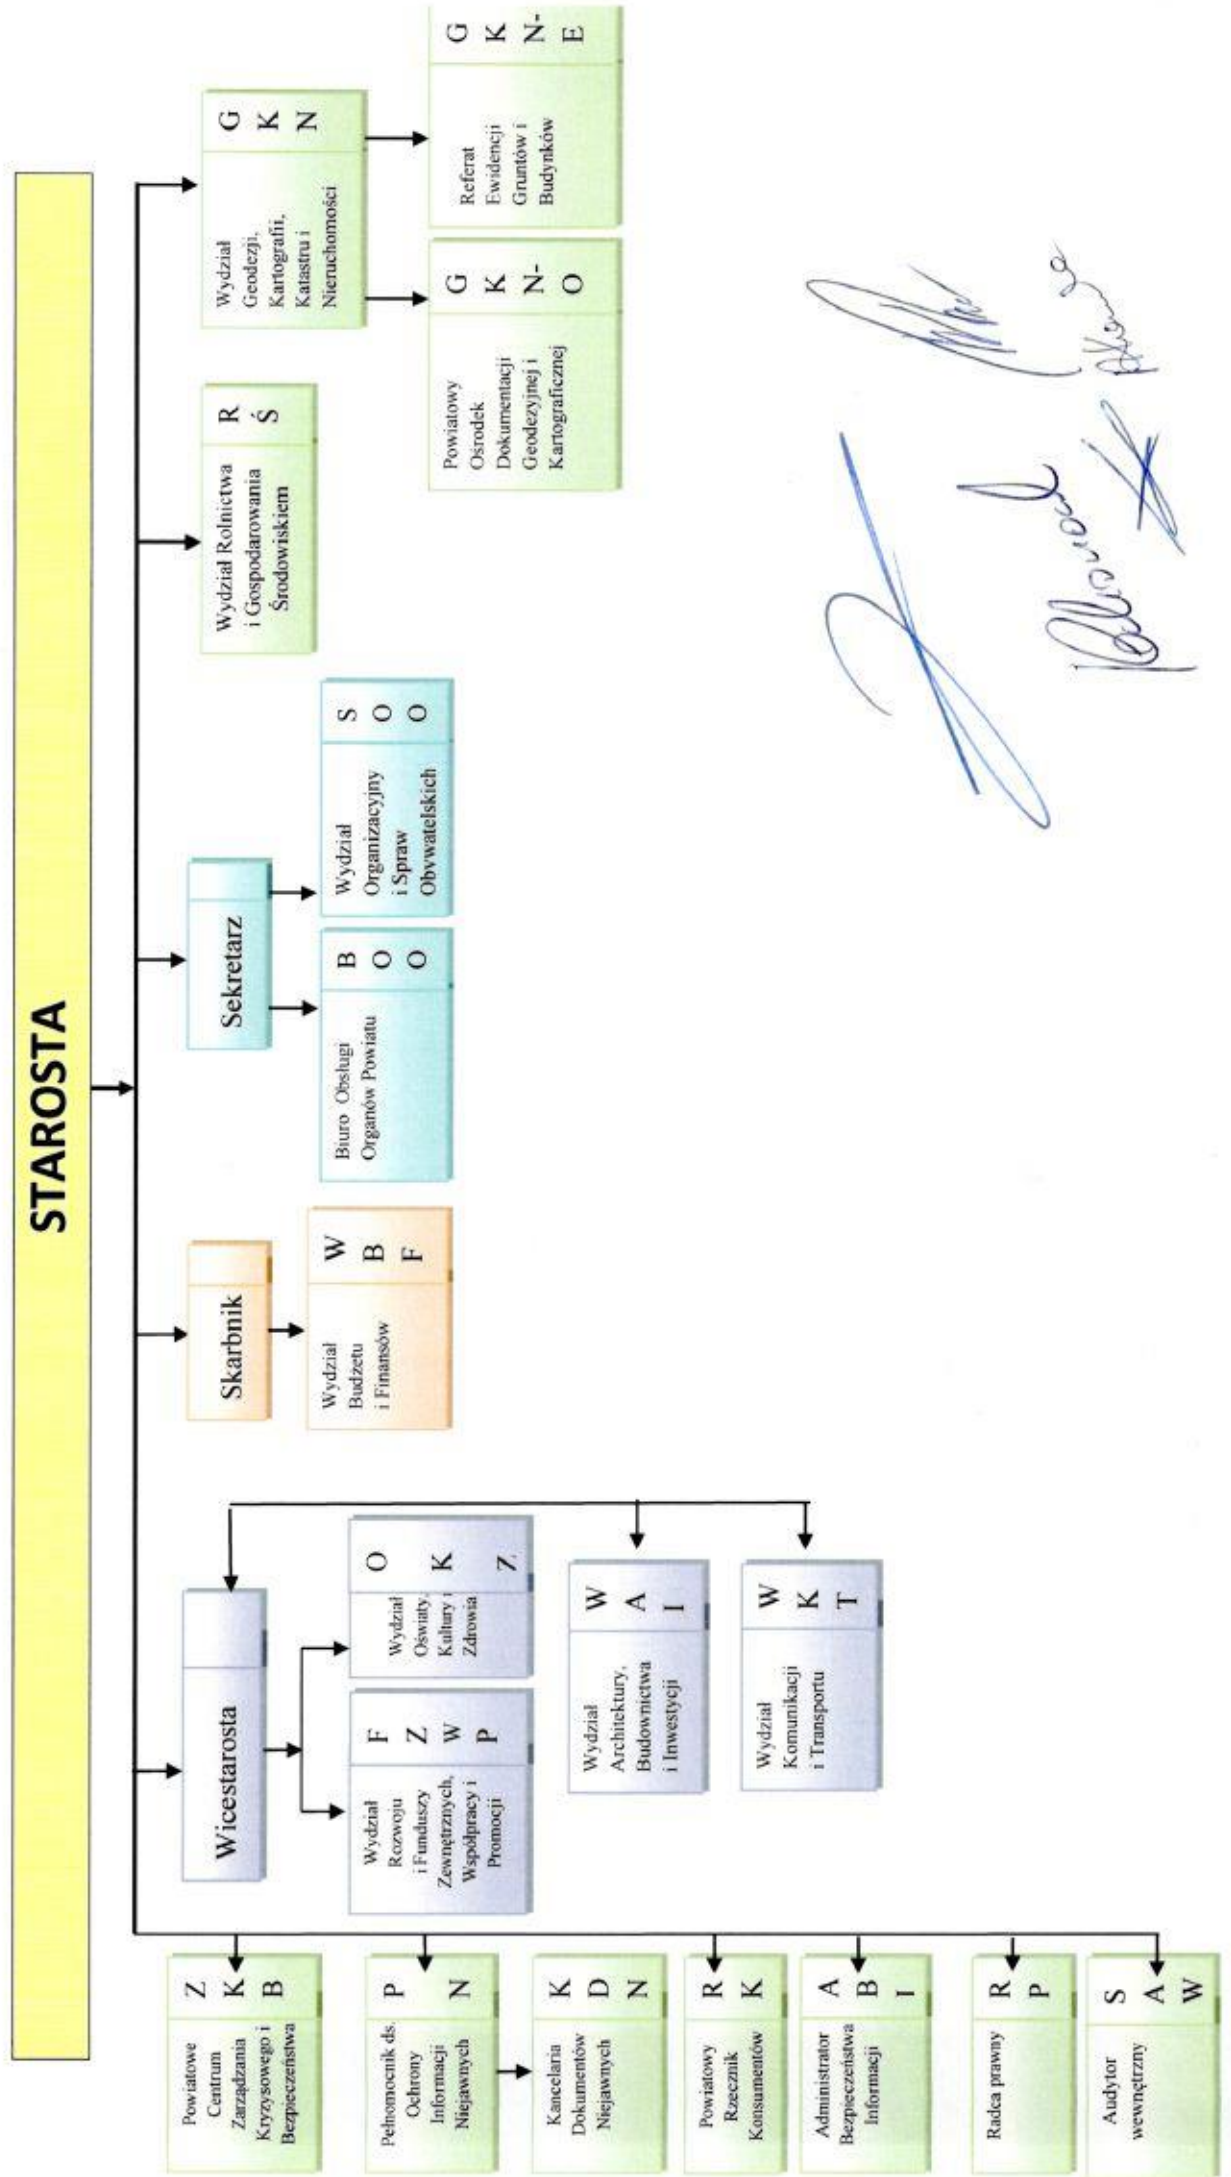 STAROSTA
Powiatowe
Centrum
Zarządzania
Kryzysowego i
Bezpieczeństwa
Z
K
B
Pełnomocnik ds.
Ochrony
Informacji
Niejawnych
P
N
Kancelaria
Dokumentów
Niejawnych
K
D
N
Powiatowy
Rzecznik
Konsumentów
R
K
Administrator
Bezpieczeństwa
Informacji
A
B
I
Radca prawny
R
P
Audytor
wewnętrzny
S
A
W
Wicestarosta
Wydział
Rozwoju
i Funduszy
Zewnętrznych,
Współpracy i
Promocji
F
Z
W
P
Wydział
Oświaty,
Kultury i
Zdrowia
O
K
Z
Wydział
Architektury,
Budownictwa
i Inwestycji
W
A
I
Wydział
Komunikacji
i Transportu
W
K
T
Skarbnik
Wydział
Budżetu
i Finansów
W
B
F
Sekretarz
Biuro Obsługi
Organów Powiatu
B
O
O
Wydział
Organizacyjny
i Spraw
Obywatelskich
S
O
O
Wydział Rolnictwa
i Gospodarowania
Środowiskiem
R
Ś
Wydział
Geodezji,
Kartografii,
Katastru i
Nieruchomości
G
K
N
Powiatowy
Ośrodek
Dokumentacji
Geodezyjnej i
Kartograficznej
G
K
N-
O
Referat
Ewidencji
Gruntów i
Budynków
G
K
N-
E